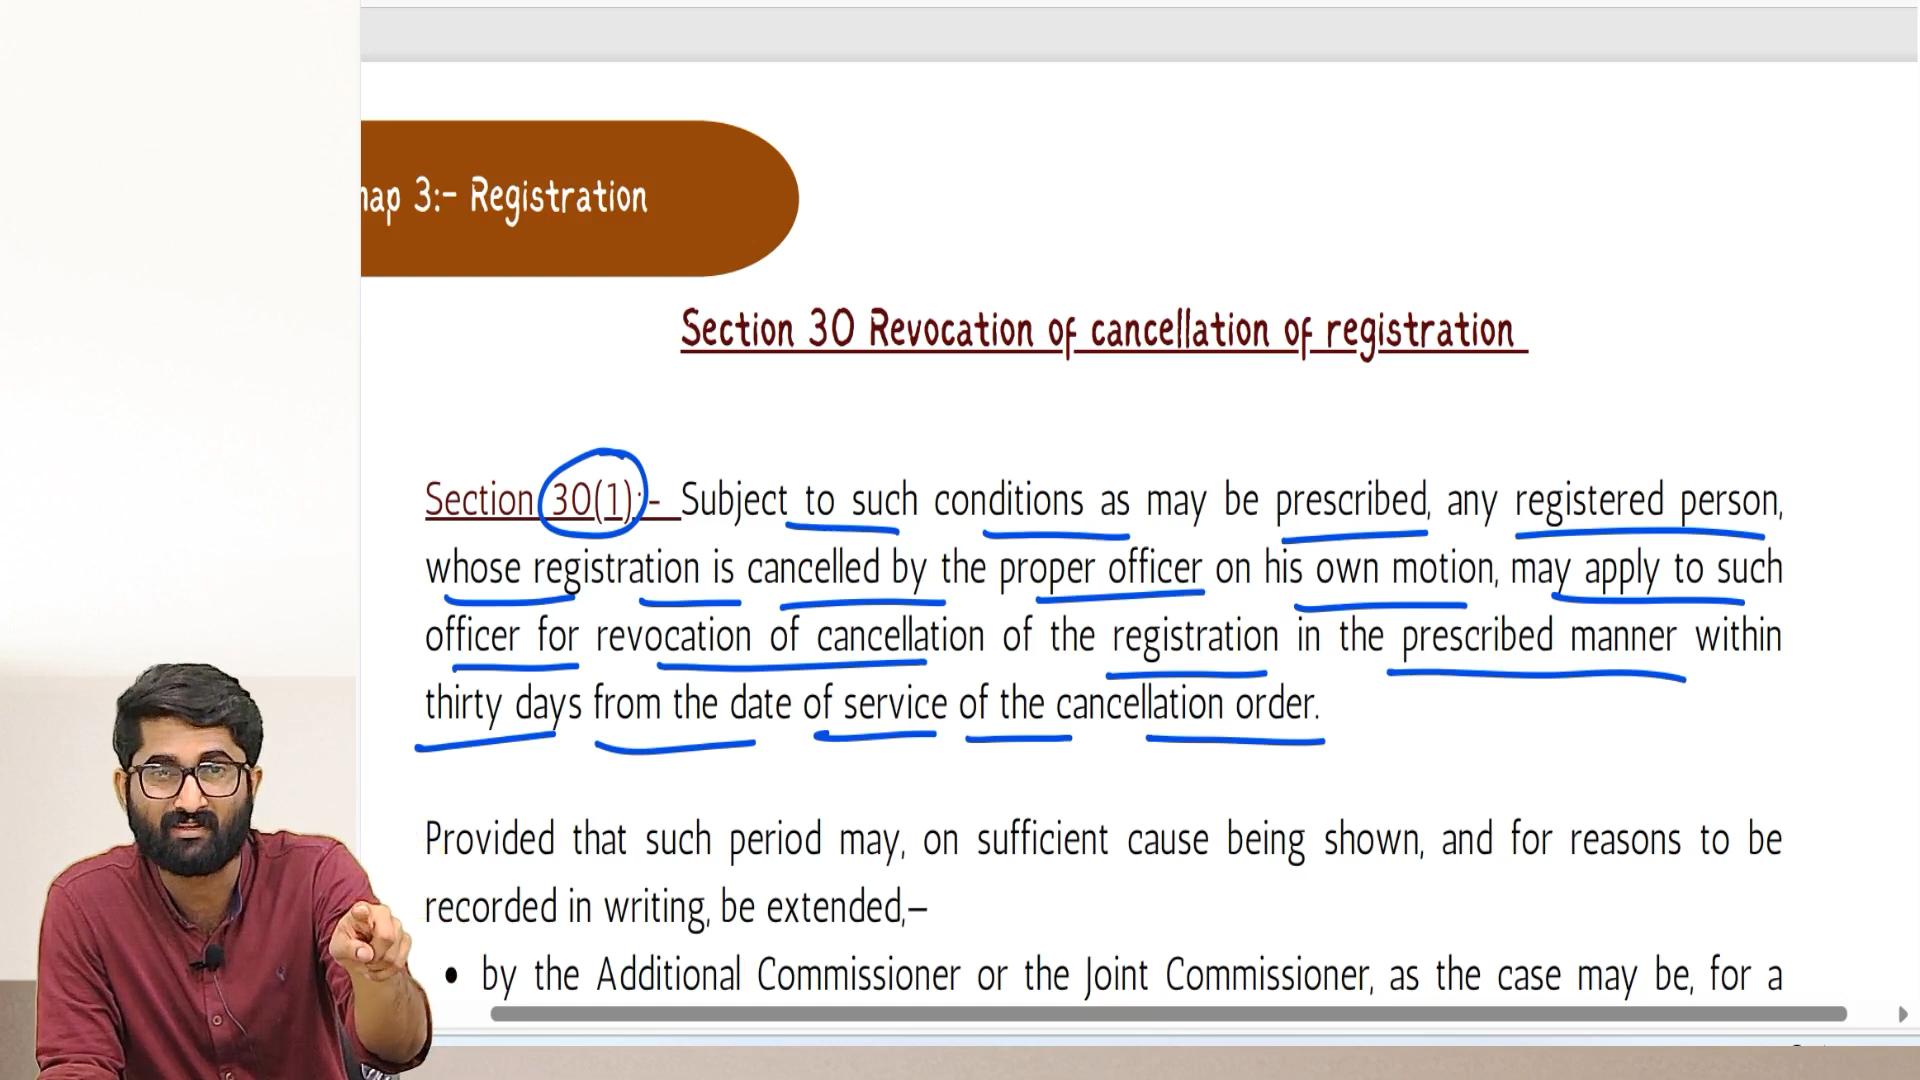 hap 3:- Registration
Section 30 Revocation of cancellation of registration
Section 30(1):- Subject to such conditions as may be prescribed, any registered person,
whose registration is cancelled by the proper officer on his own motion, may apply to such
officer for revocation of cancellation of the registration in the prescribed manner within
thirty days from the date of service of the cancellation order.
Provided that such period may, on sufficient cause being shown, and for reasons to be
recorded in writing, be extended,–
• by the Additional Commissioner or the Joint Commissioner, as the case may be, for a